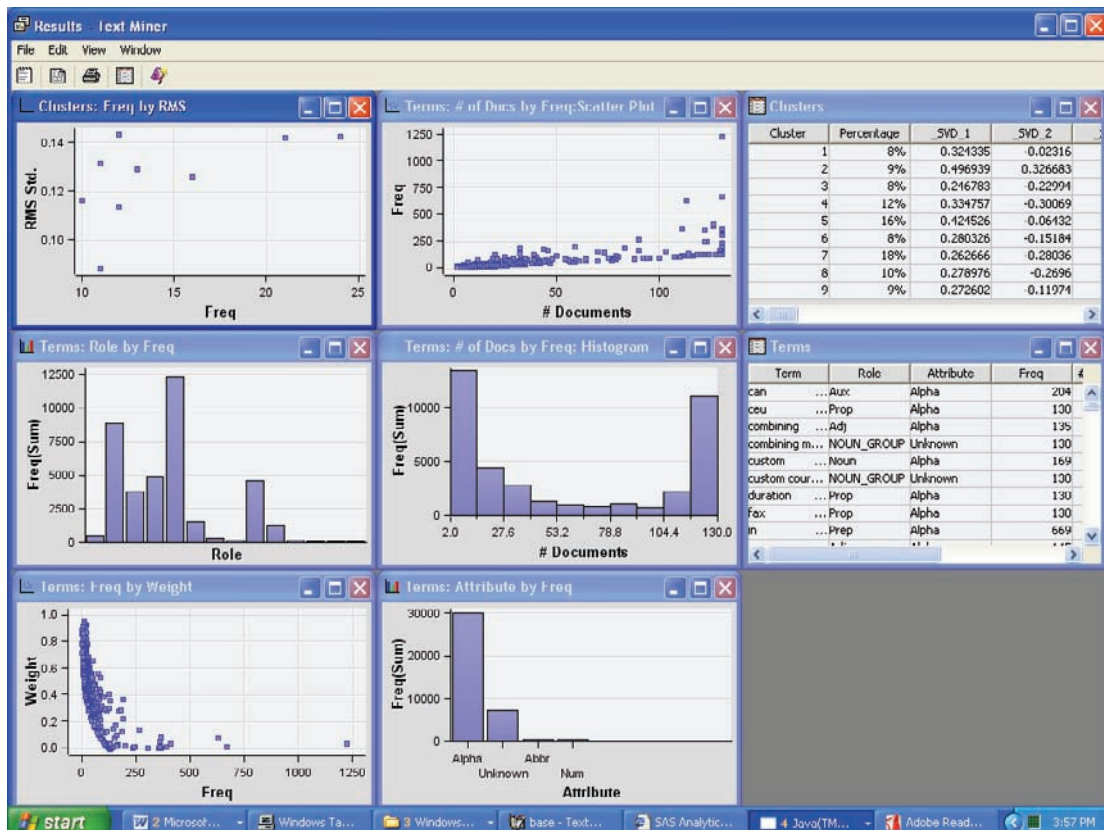 Results - Text Miner
File Edit View Window
Clusters: Freq by RMS
RMS Std.
0.14
0.12
0.10
10 15 20 25
Freq
Terms: # of Docs by Freq:Scatter Plot
Freq
1250
1000
750
500
250
0
0 50 100
# Documents
Clusters
Cluster Percentage _SVD_1 _SVD_2
1 8% 0.324335 -0.02316
2 9% 0.496939 0.326683
3 8% 0.246783 -0.22994
4 12% 0.334757 -0.30069
5 16% 0.424526 -0.06432
6 8% 0.280326 -0.15184
7 18% 0.262666 -0.28036
8 10% 0.278976 -0.2696
9 9% 0.272602 -0.11974
Terms: Role by Freq
Freq(Sum)
12500
10000
7500
5000
2500
0
Role
Terms: # of Docs by Freq; Histogram
Freq(Sum)
10000
5000
0
2.0 27.6 53.2 78.8 104.4 130.0
# Documents
Terms
Term Role Attribute Freq #
can ... Aux Alpha 204
ceu ... Prop Alpha 130
combining ... Adj Alpha 135
combining m... NOUN_GROUP Unknown 130
custom ... Noun Alpha 169
custom cour... NOUN_GROUP Unknown 130
duration ... Prop Alpha 130
fax ... Prop Alpha 130
in ... Prep Alpha 669
Terms: Freq by Weight
Weight
1.0
0.8
0.6
0.4
0.2
0.0
0 250 500 750 1000 1250
Freq
Terms: Attribute by Freq
Freq(Sum)
30000
20000
10000
0
Alpha Unknown Abbr Num
Attribute
start
2 Microsof...
Windows Ta...
3 Windows...
base - Text...
SAS Analytic...
4 Java(TM...
Adobe Read...
3:57 PM